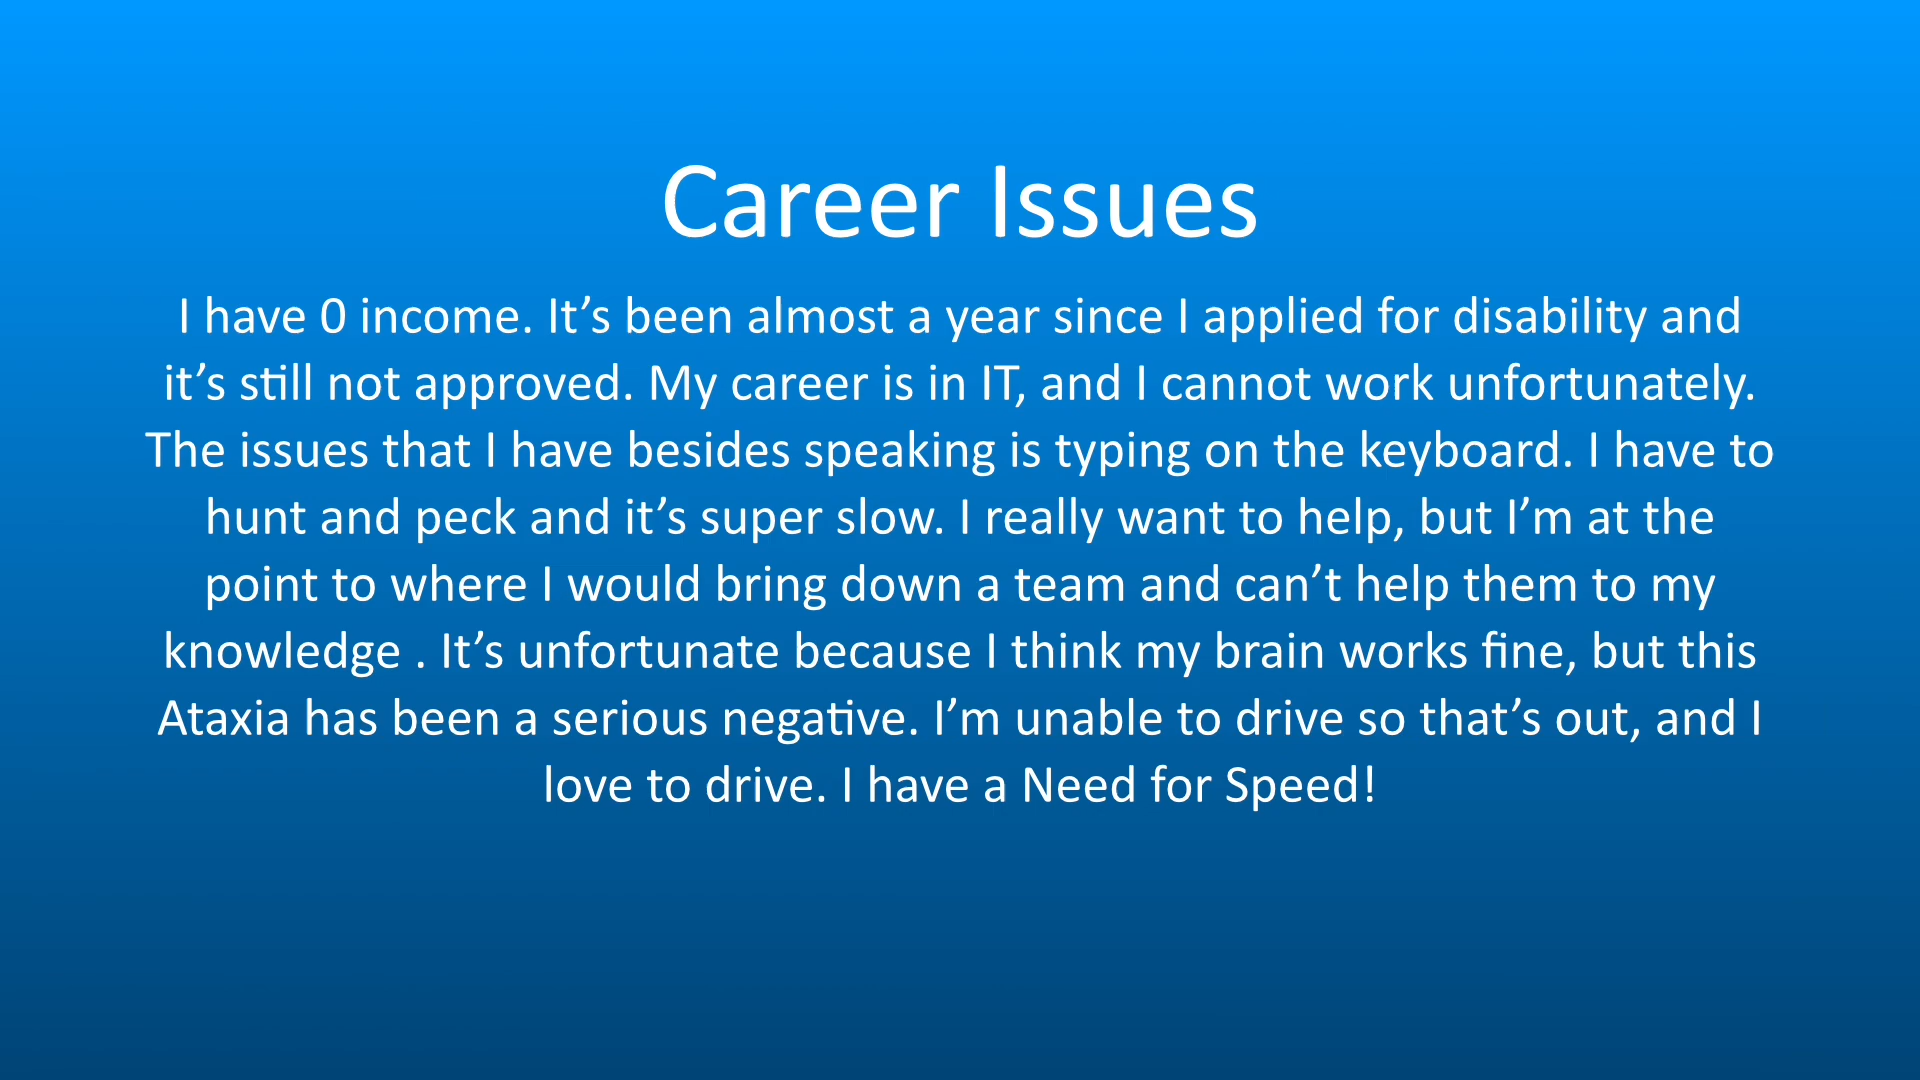 Career Issues
I have 0 income. It’s been almost a year since I applied for disability and
it’s still not approved. My career is in IT, and I cannot work unfortunately.
The issues that I have besides speaking is typing on the keyboard. I have to
hunt and peck and it’s super slow. I really want to help, but I’m at the
point to where I would bring down a team and can’t help them to my
knowledge . It’s unfortunate because I think my brain works fine, but this
Ataxia has been a serious negative. I’m unable to drive so that’s out, and I
love to drive. I have a Need for Speed!